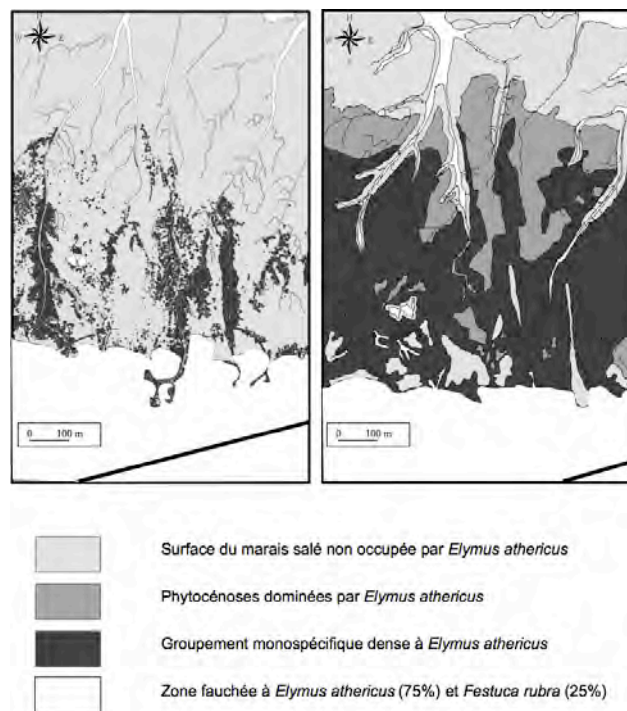 N
W
E
N
W
E
0 100 m
0 100 m
Surface du marais salé non occupée par Elymus athericus
Phytocénoses dominées par Elymus athericus
Groupement monospécifique dense à Elymus athericus
Zone fauchée à Elymus athericus (75%) et Festuca rubra (25%)